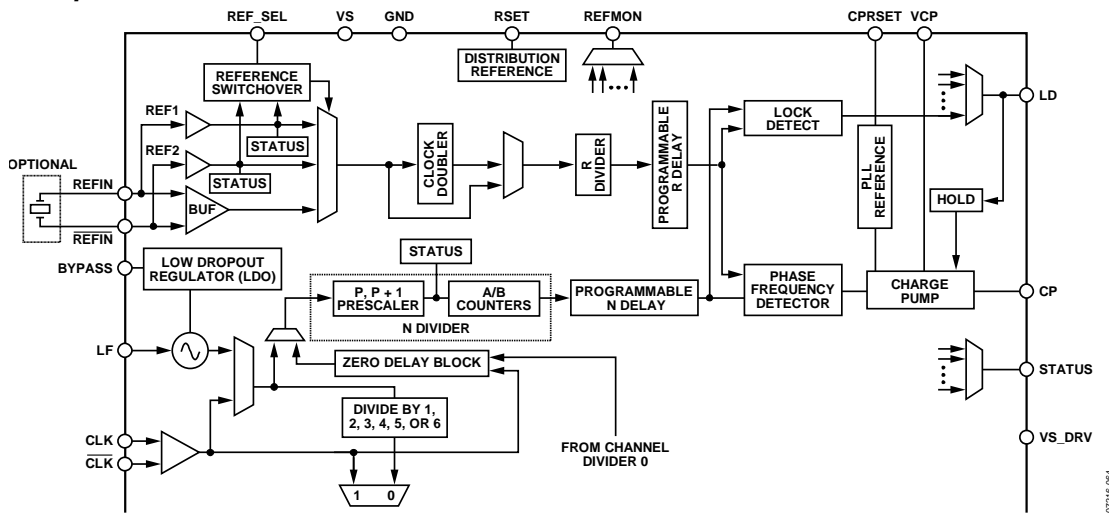 REF_SEL
VS
GND
RSET
REFMON
CPRSET
VCP
DISTRIBUTION
REFERENCE
REFERENCE
SWITCHOVER
REF1
STATUS
REF2
STATUS
OPTIONAL
REFIN
BUF
REFIN
CLOCK
DOUBLER
R
DIVIDER
PROGRAMMABLE
R DELAY
LOCK
DETECT
PLL
REFERENCE
LD
HOLD
BYPASS
LOW DROPOUT
REGULATOR (LDO)
STATUS
P, P + 1
PRESCALER
A/B
COUNTERS
N DIVIDER
PROGRAMMABLE
N DELAY
PHASE
FREQUENCY
DETECTOR
CHARGE
PUMP
CP
LF
ZERO DELAY BLOCK
STATUS
DIVIDE BY 1,
2, 3, 4, 5, OR 6
FROM CHANNEL
DIVIDER 0
VS_DRV
CLK
CLK
1 0
07216-064